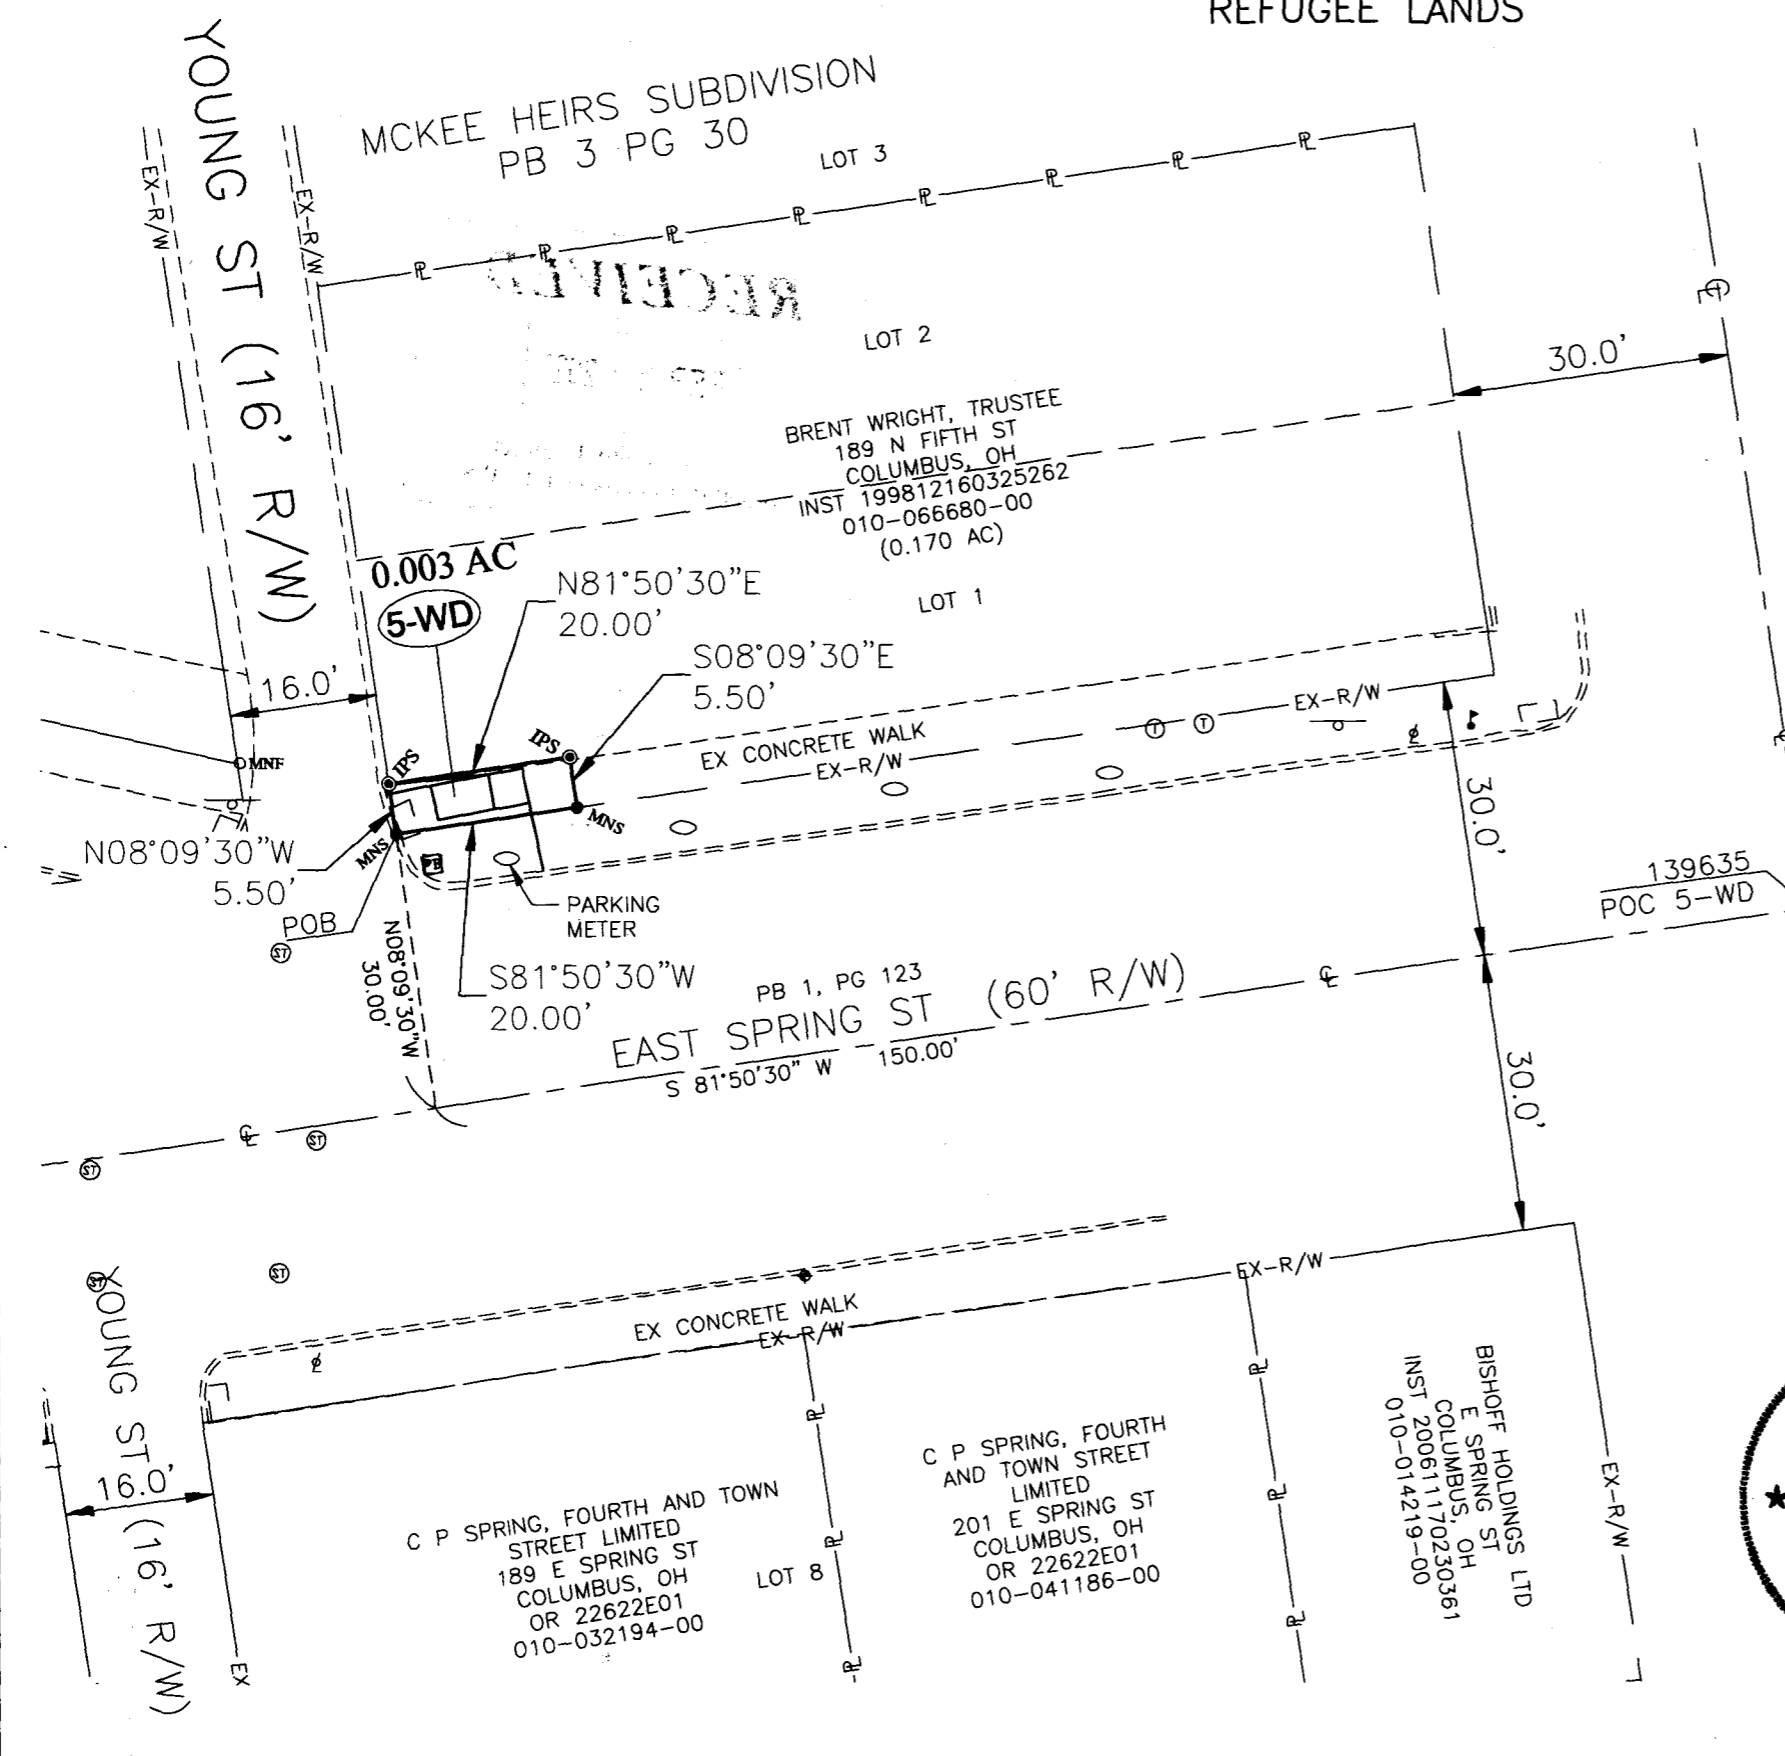 REFUGEE LANDS
YOUNG ST (16' R/W)
MCKEE HEIRS SUBDIVISION
PB 3 PG 30
LOT 3
EX-R/W
EX-R/W
RECEIVED
LOT 2
30.0'
BRENT WRIGHT, TRUSTEE
189 N FIFTH ST
COLUMBUS, OH
INST 199812160325262
010-066680-00
(0.170 AC)
0.003 AC
5-WD
N81°50'30"E
20.00'
LOT 1
S08°09'30"E
5.50'
16.0'
EX-R/W
IPS
IPS
EX CONCRETE WALK
EX-R/W
T
T
MNF
MNS
MNS
N08°09'30"W
5.50'
PB
POB
PARKING
METER
30.0'
139635
POC 5-WD
ST
N08°09'30"W
30.00'
S81°50'30"W
20.00'
PB 1, PG 123
EAST SPRING ST (60' R/W)
S 81°50'30" W 150.00'
30.0'
ST
ST
ST
ST
YOUNG ST (16' R/W)
EX-R/W
EX CONCRETE WALK
EX-R/W
16.0'
EX
C P SPRING, FOURTH AND TOWN
STREET LIMITED
189 E SPRING ST
COLUMBUS, OH
OR 22622E01
010-032194-00
LOT 8
C P SPRING, FOURTH
AND TOWN STREET
LIMITED
201 E SPRING ST
COLUMBUS, OH
OR 22622E01
010-041186-00
BISHOFF HOLDINGS LTD
E SPRING ST
COLUMBUS, OH
INST 200611170230361
010-014219-00
EX-R/W